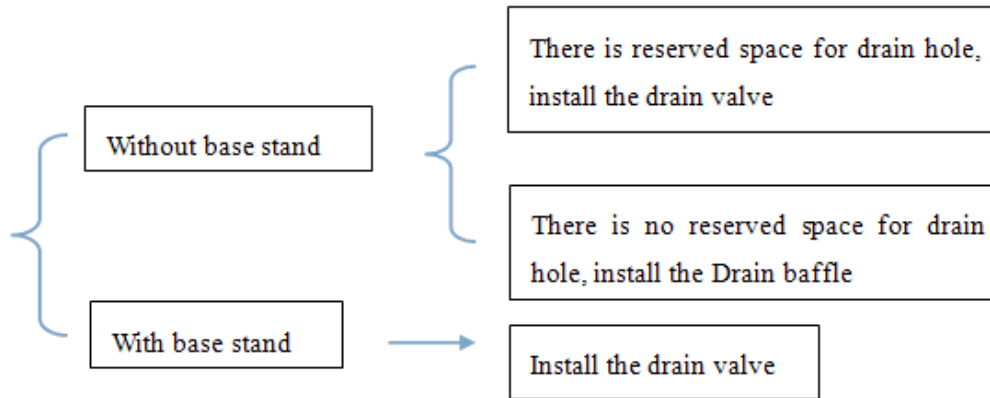 There is reserved space for drain hole,
install the drain valve
Without base stand
There is no reserved space for drain
hole, install the Drain baffle
With base stand
Install the drain valve